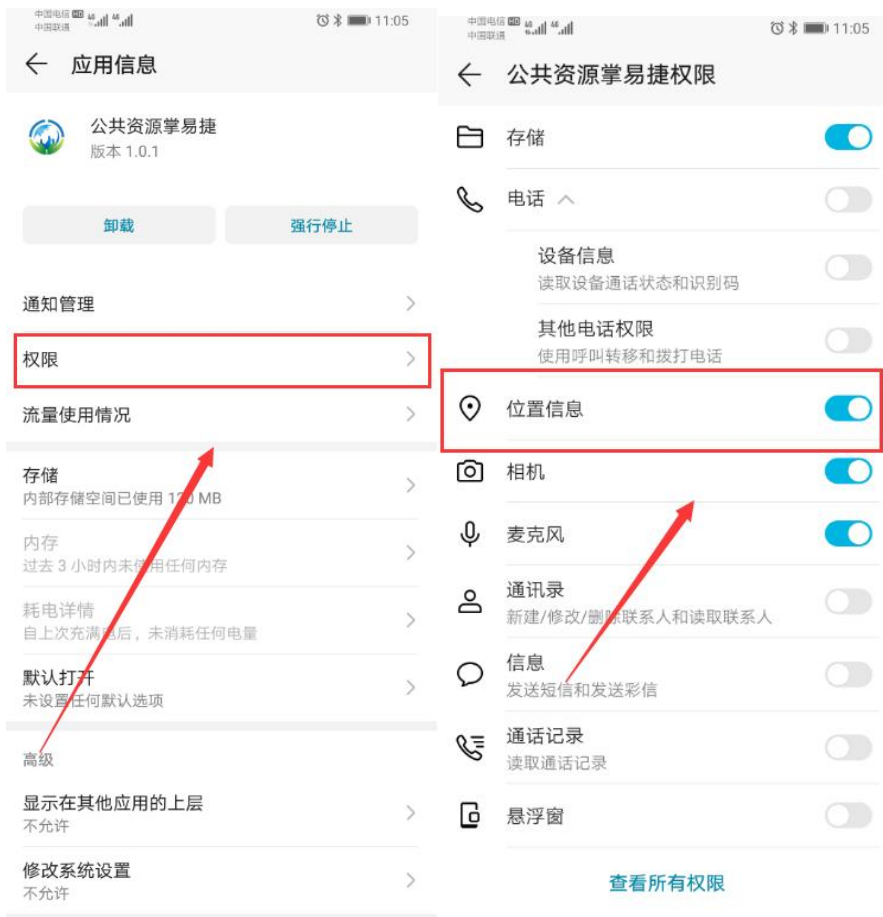 中国电信 HD 4G 4G
中国联通
11:05
应用信息
公共资源掌易捷
版本 1.0.1
卸载
强行停止
通知管理
权限
流量使用情况
存储
内部存储空间已使用 120 MB
内存
过去 3 小时内未使用任何内存
耗电详情
自上次充满电后，未消耗任何电量
默认打开
未设置任何默认选项
高级
显示在其他应用的上层
不允许
修改系统设置
不允许
中国电信 HD 4G 4G
中国联通
11:05
公共资源掌易捷权限
存储
电话
设备信息
读取设备通话状态和识别码
其他电话权限
使用呼叫转移和拨打电话
位置信息
相机
麦克风
通讯录
新建/修改/删除联系人和读取联系人
信息
发送短信和发送彩信
通话记录
读取通话记录
悬浮窗
查看所有权限